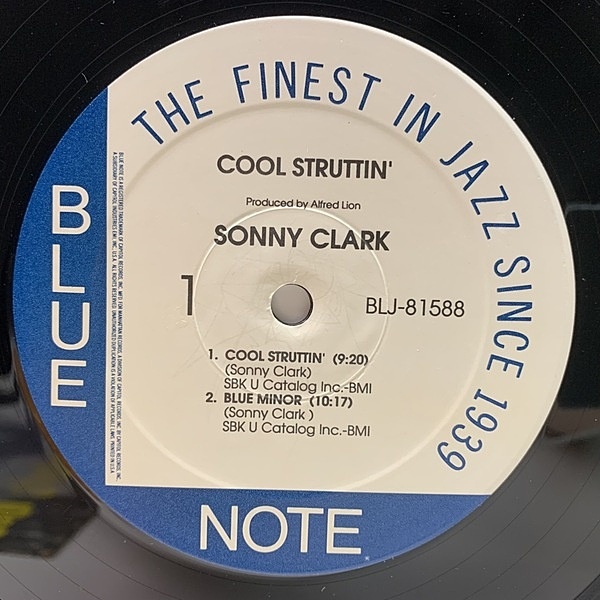 THE FINEST IN JAZZ SINCE 1939
COOL STRUTTIN'
Produced by Alfred Lion
SONNY CLARK
1
BLJ-81588
1. COOL STRUTTIN' (9:20)
(Sonny Clark)
SBK U Catalog Inc.-BMI
2. BLUE MINOR (10:17)
(Sonny Clark )
SBK U Catalog Inc.-BMI
BLUE
NOTE